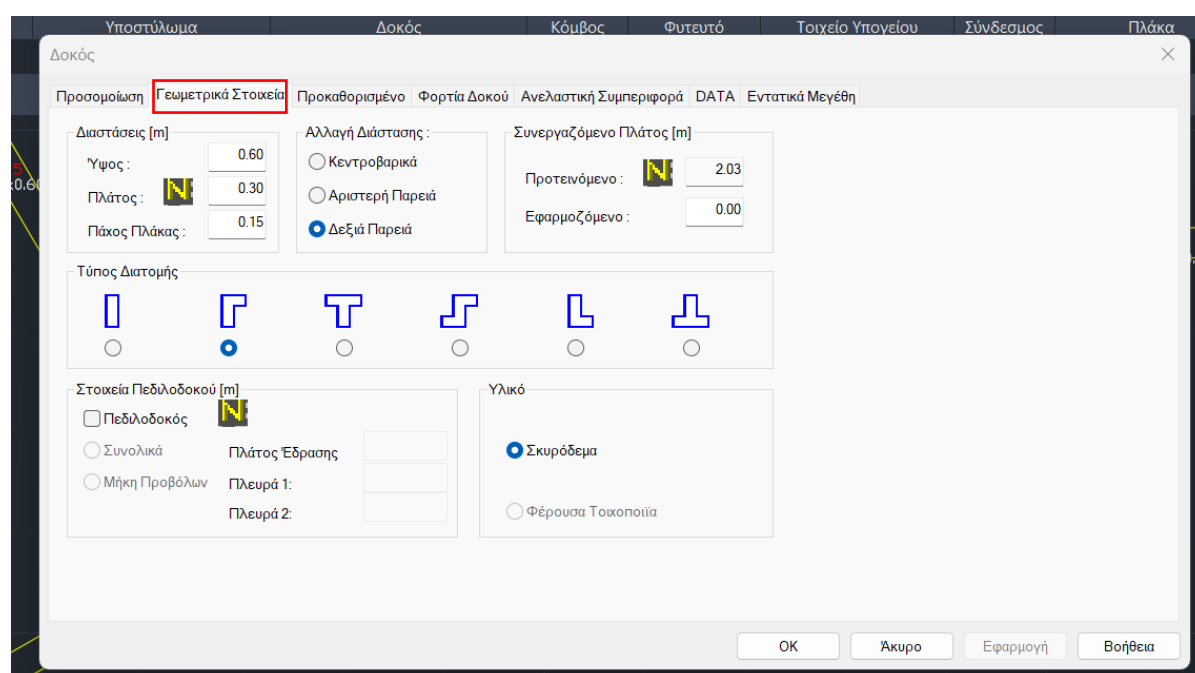 Υποστύλωμα Δοκός Κόμβος Φυτευτό Τοιχείο Υπογείου Σύνδεσμος Πλάκα
Δοκός
Προσομοίωση Γεωμετρικά Στοιχεία Προκαθορισμένο Φορτία Δοκού Ανελαστική Συμπεριφορά DATA Εντατικά Μεγέθη
Διαστάσεις [m] Αλλαγή Διάστασης : Συνεργαζόμενο Πλάτος [m]
Ύψος : 0.60 Κεντροβαρικά
Προτεινόμενο : N 2.03
Πλάτος : N 0.30 Αριστερή Παρειά
Εφαρμοζόμενο : 0.00
Πάχος Πλάκας : 0.15 Δεξιά Παρειά
Τύπος Διατομής
Στοιχεία Πεδιλοδοκού [m] Υλικό
Πεδιλοδοκός N
Συνολικά Πλάτος Έδρασης Σκυρόδεμα
Μήκη Προβόλων Πλευρά 1:
Πλευρά 2: Φέρουσα Τοιχοποιϊα
OK Άκυρο Εφαρμογή Βοήθεια